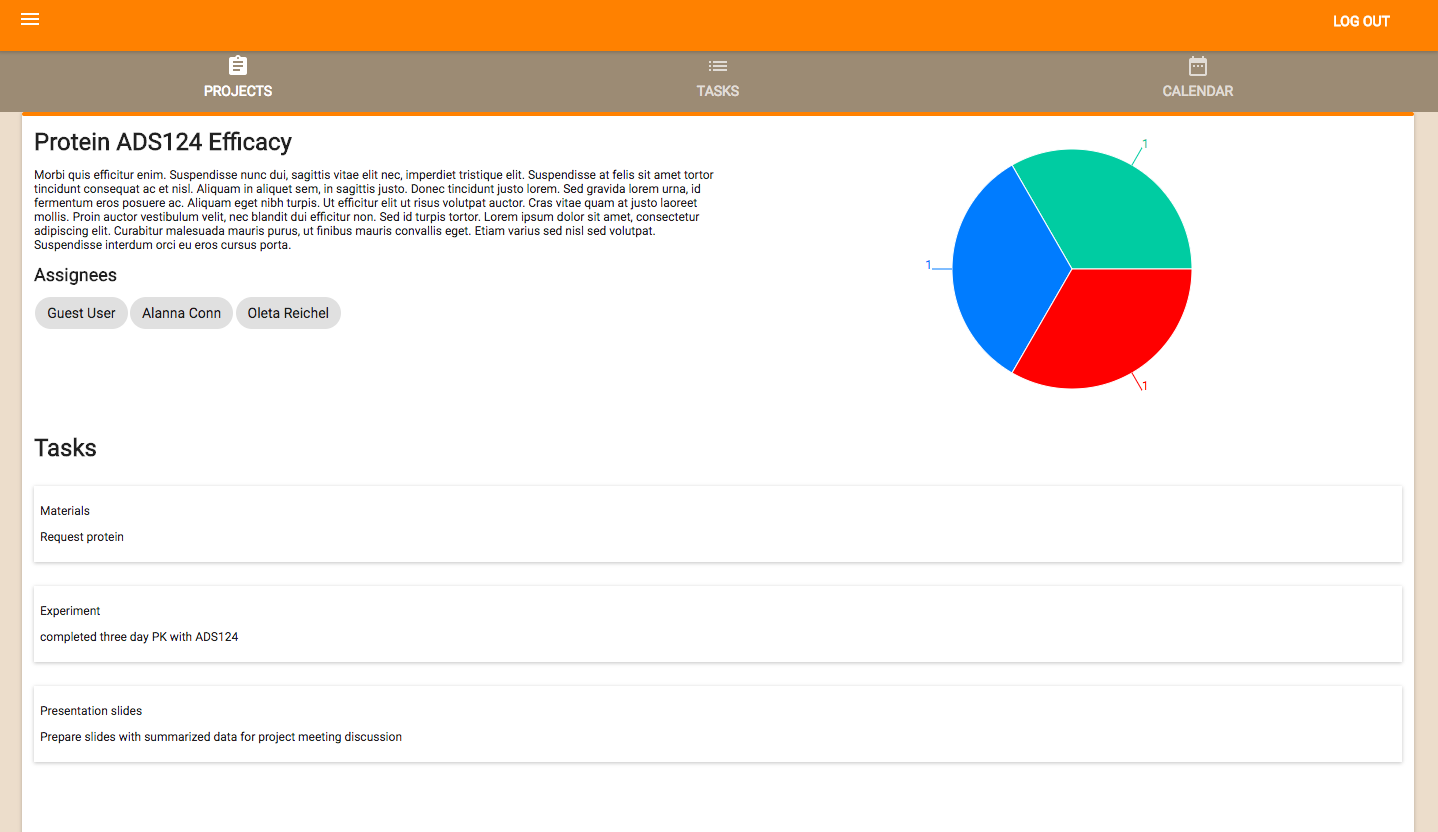 LOG OUT
PROJECTS
TASKS
CALENDAR
Protein ADS124 Efficacy
Morbi quis efficitur enim. Suspendisse nunc dui, sagittis vitae elit nec, imperdiet tristique elit. Suspendisse at felis sit amet tortor
tincidunt consequat ac et nisl. Aliquam in aliquet sem, in sagittis justo. Donec tincidunt justo lorem. Sed gravida lorem urna, id
fermentum eros posuere ac. Aliquam eget nibh turpis. Ut efficitur elit ut risus volutpat auctor. Cras vitae quam at justo laoreet
mollis. Proin auctor vestibulum velit, nec blandit dui efficitur non. Sed id turpis tortor. Lorem ipsum dolor sit amet, consectetur
adipiscing elit. Curabitur malesuada mauris purus, ut finibus mauris convallis eget. Etiam varius sed nisl sed volutpat.
Suspendisse interdum orci eu eros cursus porta.
Assignees
Guest User
Alanna Conn
Oleta Reichel
1
1
1
Tasks
Materials
Request protein
Experiment
completed three day PK with ADS124
Presentation slides
Prepare slides with summarized data for project meeting discussion